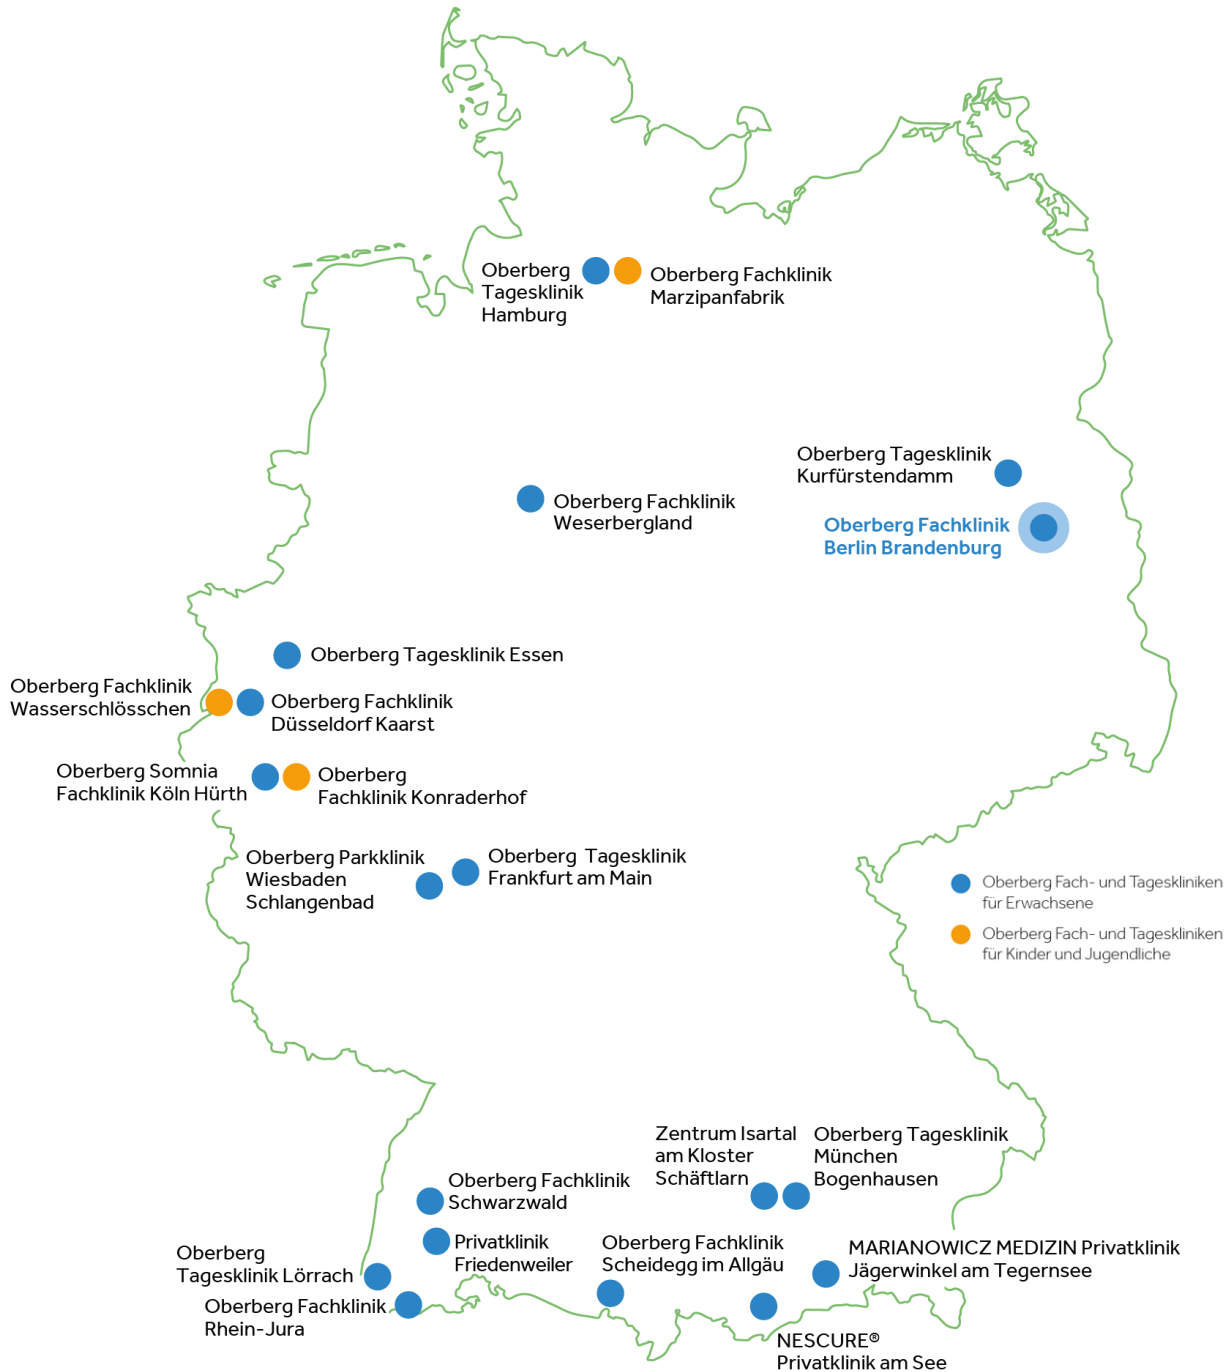 Oberberg
Tagesklinik
Hamburg
Oberberg Fachklinik
Marzipanfabrik
Oberberg Tagesklinik
Kurfürstendamm
Oberberg Fachklinik
Weserbergland
Oberberg Fachklinik
Berlin Brandenburg
Oberberg Tagesklinik Essen
Oberberg Fachklinik
Wasserschlösschen
Oberberg Fachklinik
Düsseldorf Kaarst
Oberberg Somnia
Fachklinik Köln Hürth
Oberberg
Fachklinik Konraderhof
Oberberg Parkklinik
Wiesbaden
Schlangenbad
Oberberg Tagesklinik
Frankfurt am Main
Oberberg Fach- und Tageskliniken
für Erwachsene
Oberberg Fach- und Tageskliniken
für Kinder und Jugendliche
Zentrum Isartal
am Kloster
Schäftlarn
Oberberg Tagesklinik
München
Bogenhausen
Oberberg Fachklinik
Schwarzwald
Privatklinik
Friedenweiler
Oberberg Fachklinik
Scheidegg im Allgäu
MARIANOWICZ MEDIZIN Privatklinik
Jägerwinkel am Tegernsee
Oberberg
Tagesklinik Lörrach
Oberberg Fachklinik
Rhein-Jura
NESCURE®
Privatklinik am See